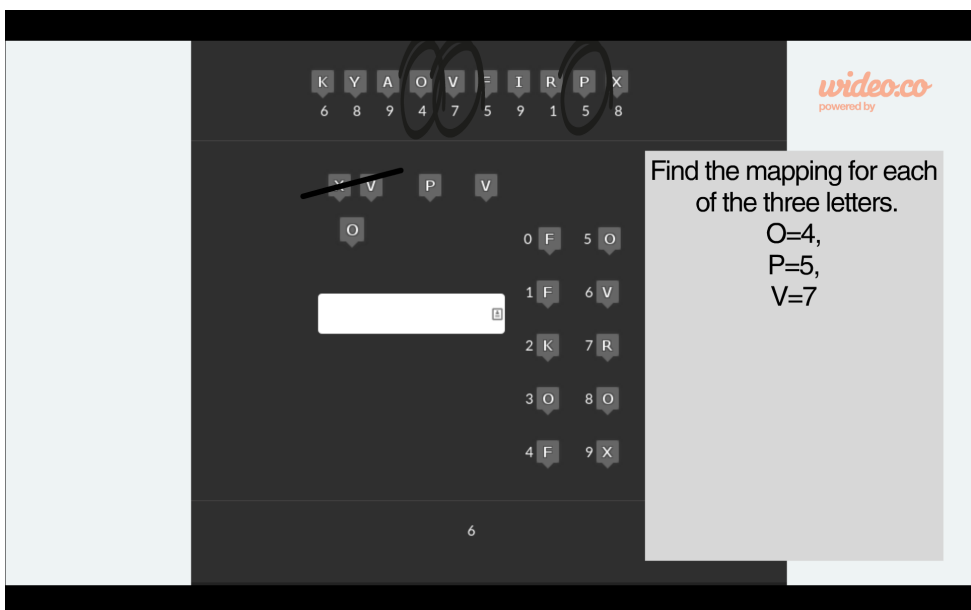 K Y A O V F I R P X
6 8 9 4 7 5 9 1 5 8
wideo.co
powered by
X V P V
O
0 F 5 O
1 F 6 V
2 K 7 R
3 O 8 O
4 F 9 X
6
Find the mapping for each
of the three letters.
O=4,
P=5,
V=7